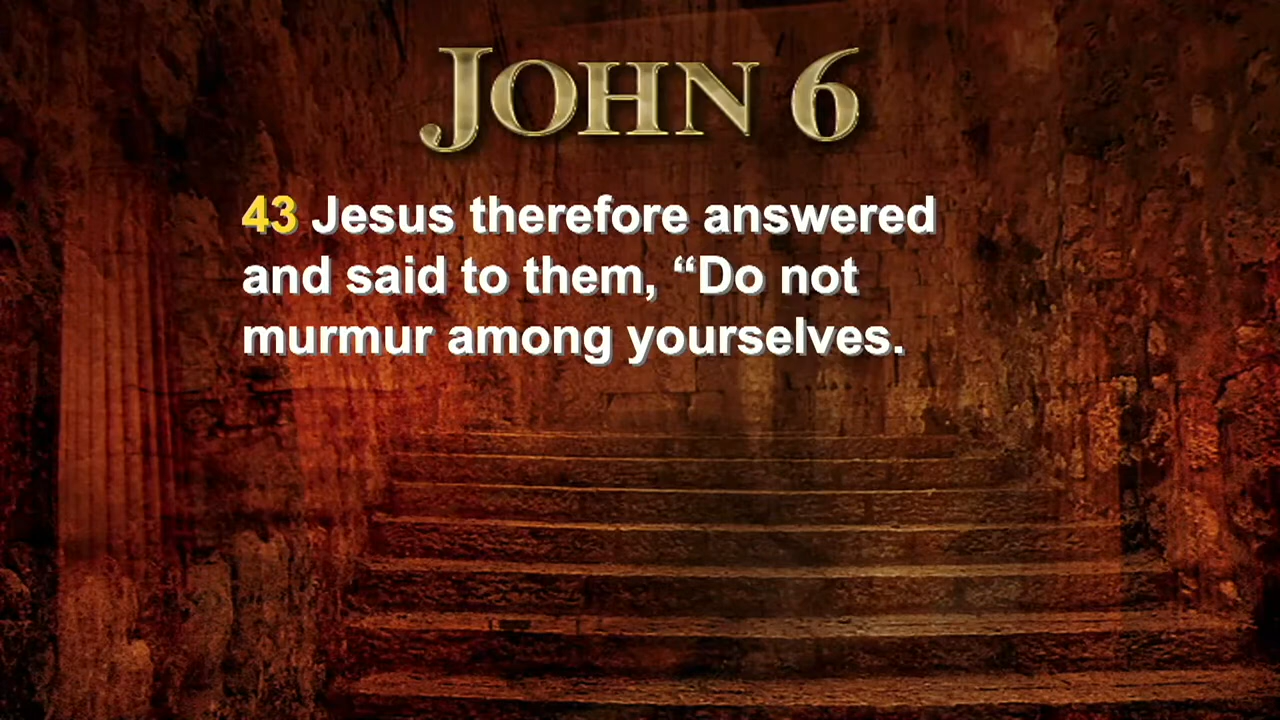 JOHN 6
43 Jesus therefore answered
and said to them, “Do not
murmur among yourselves.